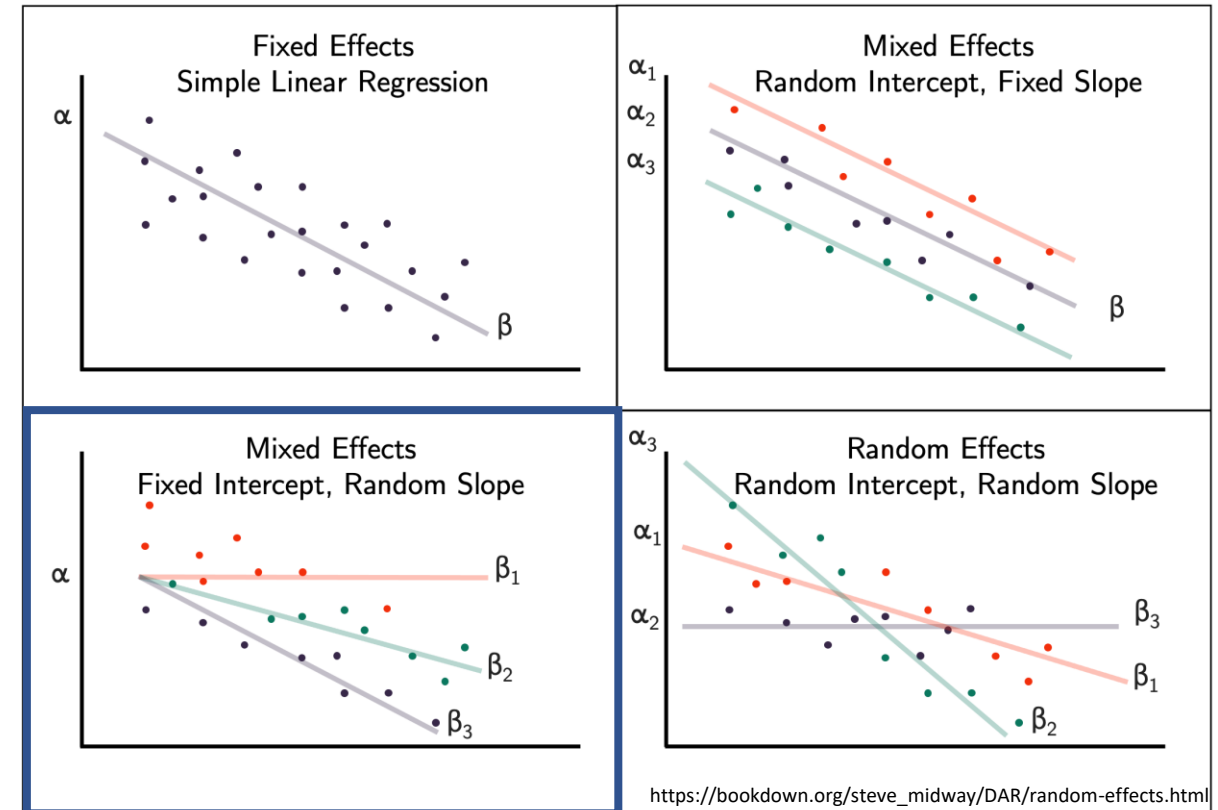 Fixed Effects
Simple Linear Regression
α
β
Mixed Effects
Random Intercept, Fixed Slope
α₁
α₂
α₃
β
Mixed Effects
Fixed Intercept, Random Slope
α
β₁
β₂
β₃
Random Effects
Random Intercept, Random Slope
α₃
α₁
α₂
β₃
β₁
β₂
https://bookdown.org/steve_midway/DAR/random-effects.html